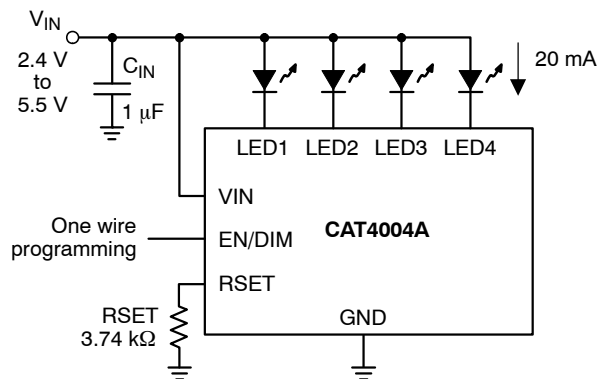 VIN
2.4 V
to
5.5 V
CIN
1 μF
20 mA
LED1 LED2 LED3 LED4
VIN
CAT4004A
One wire
programming
EN/DIM
RSET
RSET
3.74 kΩ
GND